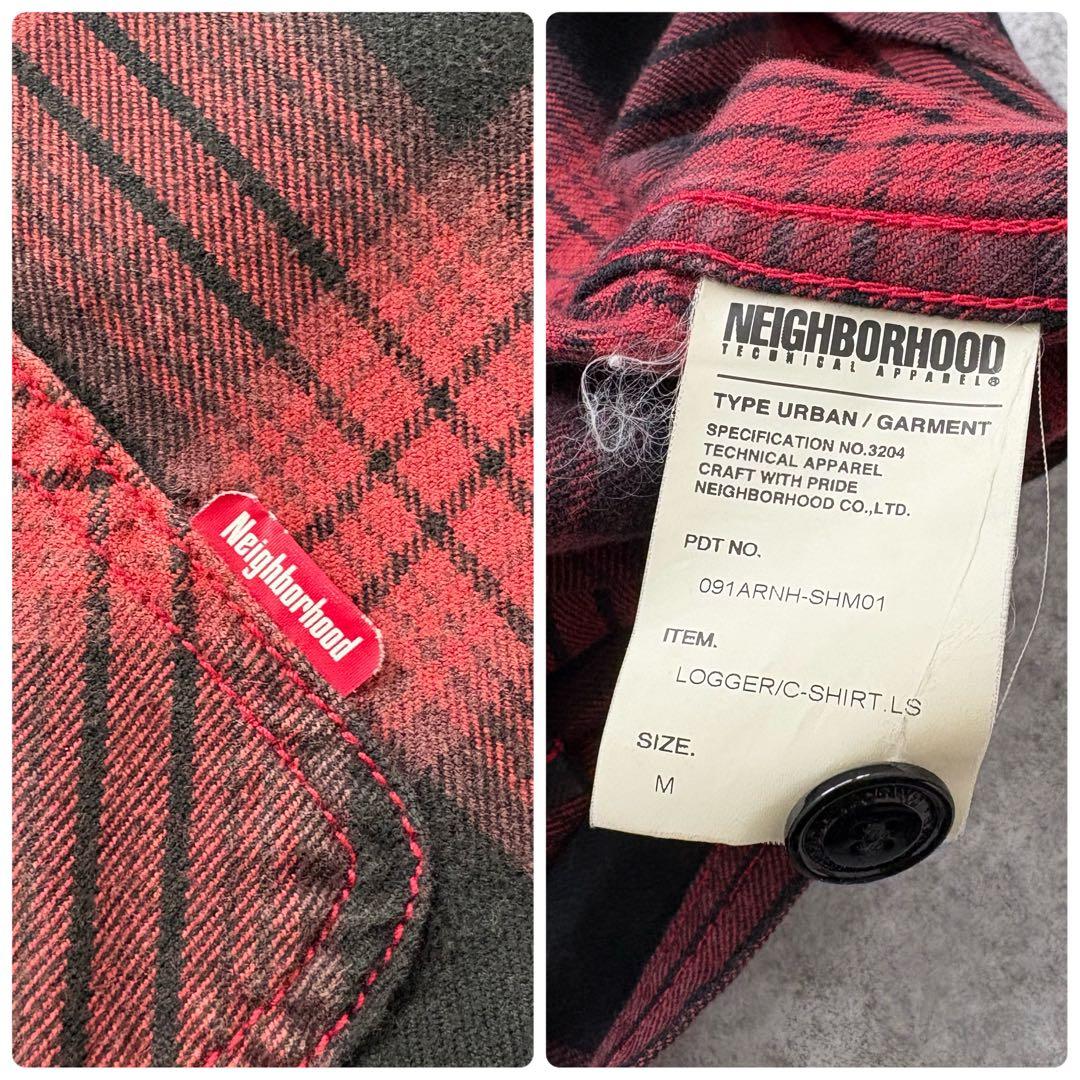 Neighborhood
NEIGHBORHOOD
TECHNICAL APPAREL®
TYPE URBAN / GARMENT
SPECIFICATION NO.3204
TECHNICAL APPAREL
CRAFT WITH PRIDE
NEIGHBORHOOD CO.,LTD.
PDT NO.
091ARNH-SHM01
ITEM.
LOGGER/C-SHIRT.LS
SIZE.
M